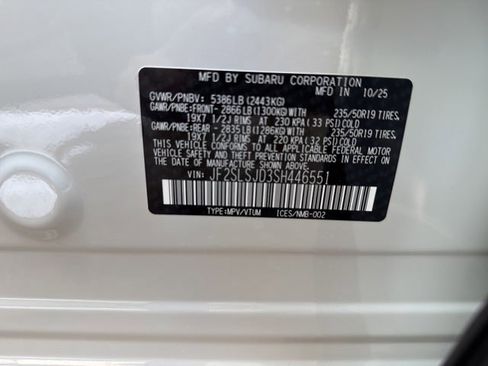 MFD BY SUBARU CORPORATION
MFD IN 10/25
GVWR/PNBV: 5386LB(2443KG)
GAWR/PNBE:FRONT- 2866LB(1300KG)WITH 235/50R19 TIRES,
19X7 1/2J RIMS AT 230 KPA(33 PSI)COLD
GAWR/PNBE:REAR - 2835LB(1286KG)WITH 235/50R19 TIRES,
19X7 1/2J RIMS AT 220 KPA(32 PSI)COLD
THIS VEHICLE CONFORMS TO ALL APPLICABLE FEDERAL MOTOR
VEHICLE SAFETY AND THEFT PREVENTION STANDARDS IN EFFECT ON
THE DATE OF MANUFACTURE SHOWN ABOVE.
VIN: JF2SLSJD3SH446551
TYPE:MPV/VTUM ICES/NMB-002